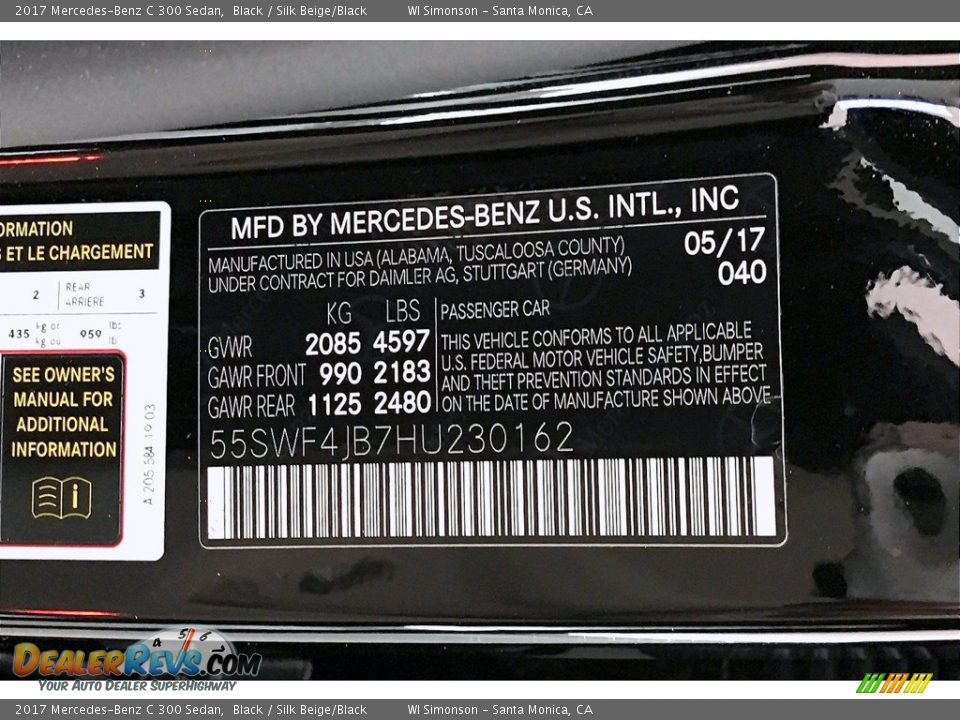 2017 Mercedes-Benz C 300 Sedan, Black / Silk Beige/Black WI Simonson - Santa Monica, CA
ORMATION
S ET LE CHARGEMENT
2 REAR ARRIERE 3
435 kg or kg ou 959 lbs lb
SEE OWNER'S
MANUAL FOR
ADDITIONAL
INFORMATION
i
A 205 584 19 03
MFD BY MERCEDES-BENZ U.S. INTL., INC
MANUFACTURED IN USA (ALABAMA, TUSCALOOSA COUNTY)
UNDER CONTRACT FOR DAIMLER AG, STUTTGART (GERMANY)
05/17
040
KG LBS
GVWR 2085 4597
GAWR FRONT 990 2183
GAWR REAR 1125 2480
PASSENGER CAR
THIS VEHICLE CONFORMS TO ALL APPLICABLE
U.S. FEDERAL MOTOR VEHICLE SAFETY,BUMPER
AND THEFT PREVENTION STANDARDS IN EFFECT
ON THE DATE OF MANUFACTURE SHOWN ABOVE
55SWF4JB7HU230162
4 5 6
DEALERREVS.COM
YOUR AUTO DEALER SUPERHIGHWAY
2017 Mercedes-Benz C 300 Sedan, Black / Silk Beige/Black WI Simonson - Santa Monica, CA